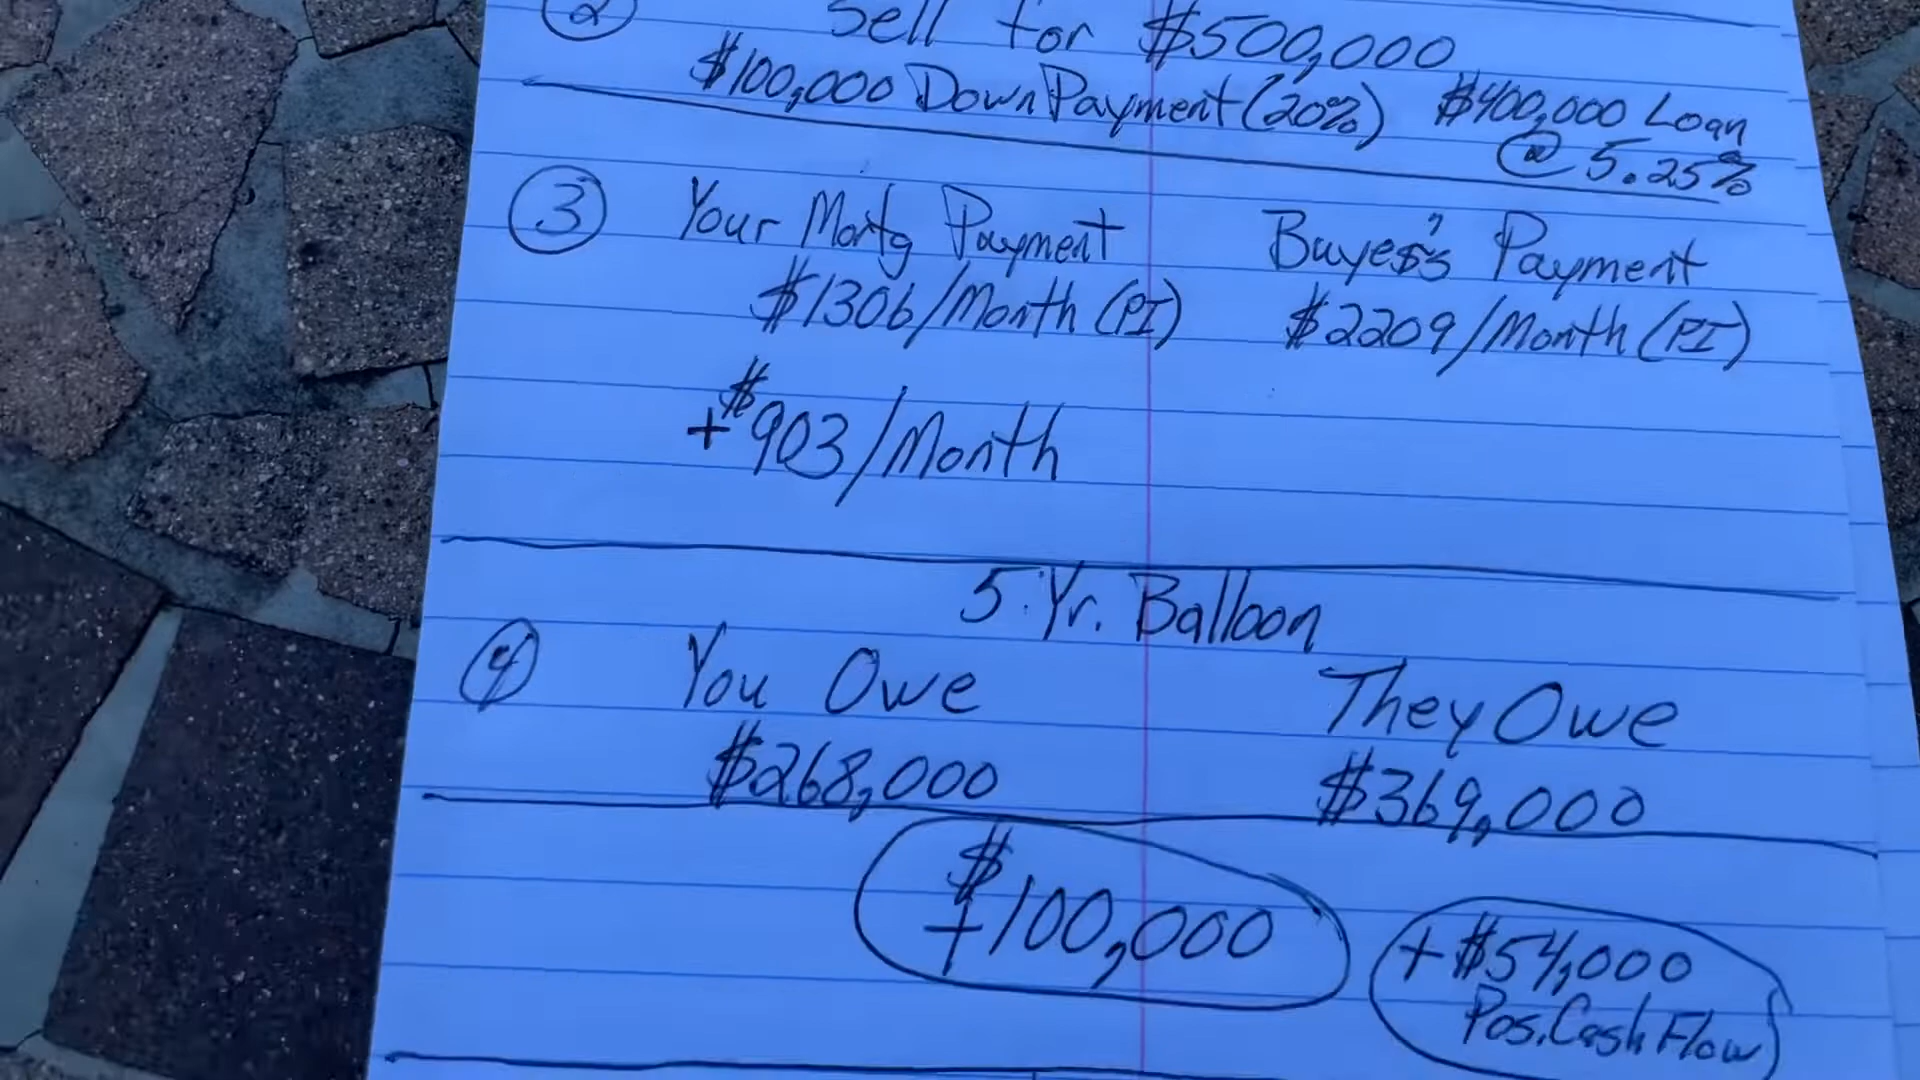 2 Sell for $500,000
$100,000 Down Payment (20%) $400,000 Loan
@ 5.25%
3 Your Mortg Payment Buyer's Payment
$1306/Month (PI) $2209/Month (PI)
+$903/Month
5 Yr. Balloon
4 You Owe They Owe
$268,000 $369,000
$+100,000 +$54,000
Pos. Cash Flow